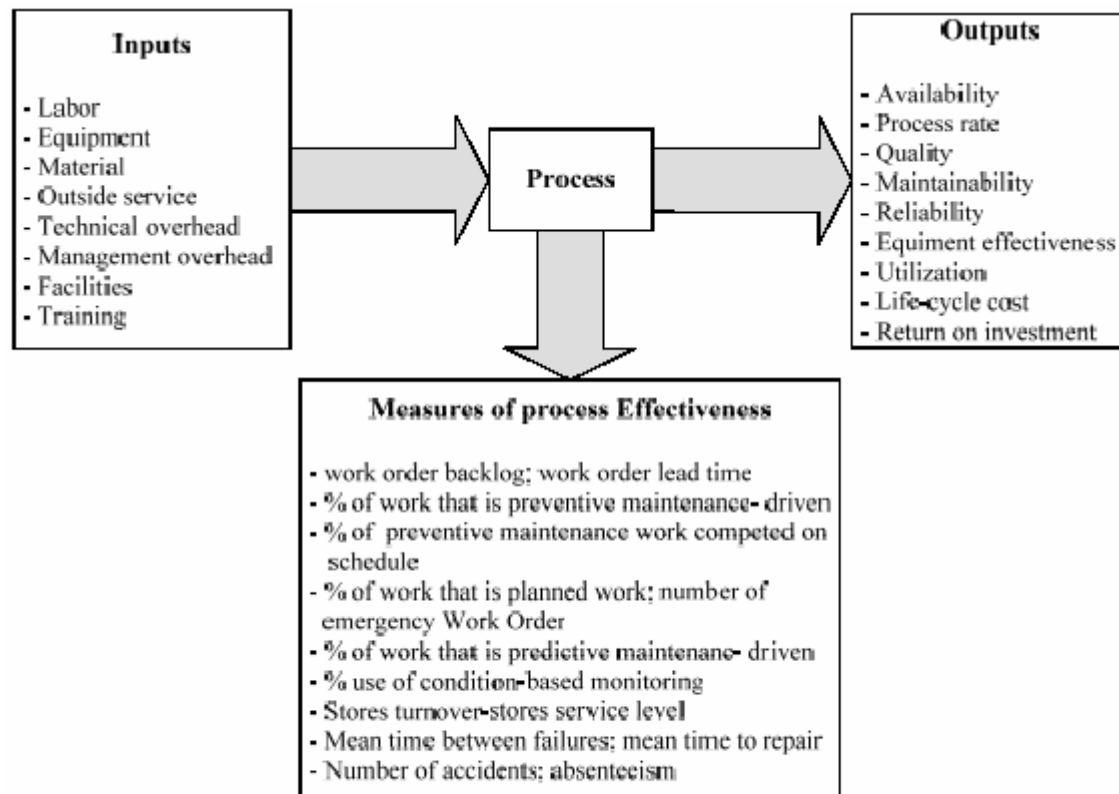 Inputs
- Labor
- Equipment
- Material
- Outside service
- Technical overhead
- Management overhead
- Facilities
- Training
Process
Outputs
- Availability
- Process rate
- Quality
- Maintainability
- Reliability
- Equiment effectiveness
- Utilization
- Life-cycle cost
- Return on investment
Measures of process Effectiveness
- work order backlog; work order lead time
- % of work that is preventive maintenance- driven
- % of preventive maintenance work competed on
schedule
- % of work that is planned work; number of
emergency Work Order
- % of work that is predictive maintenanc- driven
- % use of condition-based monitoring
- Stores turnover-stores service level
- Mean time between failures; mean time to repair
- Number of accidents; absenteeism